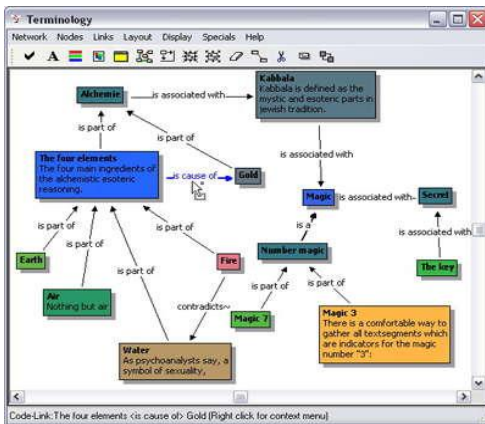 Terminology
Network Nodes Links Layout Display Specials Help
A
Alchemie
is associated with
Kabbala
Kabbala is defined as the
mystic and esoteric parts in
jewish tradition.
is part of
is part of
is associated with
The four elements
The four main ingredients of
the alchemistic esoteric
reasoning.
is cause of
Gold
Magic
is associated with
Secret
is part of
is part of
is part of
is part of
is a
is associated with
Earth
Air
Nothing but air
Fire
Number magic
The key
contradicts~
is part of
is part of
Magic 7
Magic 3
There is a comfortable way to
gather all textsegments which
are indicators for the magic
number "3":
Water
As psychoanalysts say, a
symbol of sexuality,
Code-Link:The four elements <is cause of> Gold (Right click for context menu)